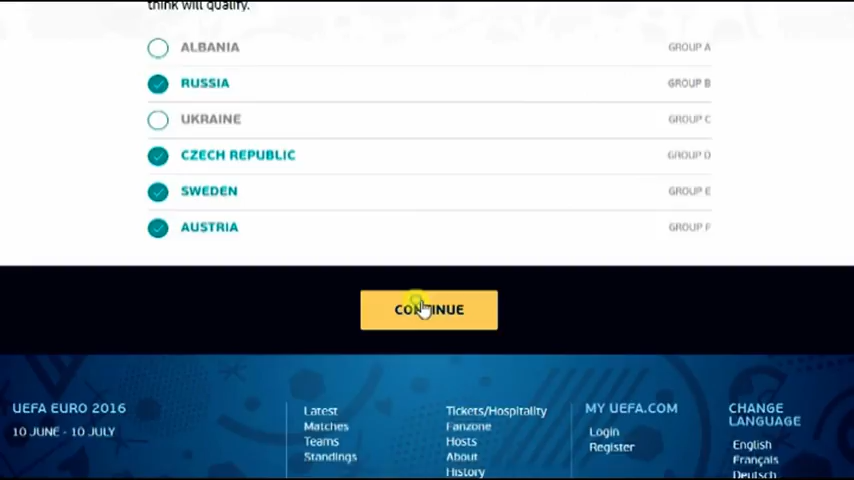 think will qualify.
ALBANIA GROUP A
RUSSIA GROUP B
UKRAINE GROUP C
CZECH REPUBLIC GROUP D
SWEDEN GROUP E
AUSTRIA GROUP F
CONTINUE
UEFA EURO 2016
10 JUNE - 10 JULY
Latest
Matches
Teams
Standings
Tickets/Hospitality
Fanzone
Hosts
About
History
MY UEFA.COM
Login
Register
CHANGE
LANGUAGE
English
Français
Deutsch